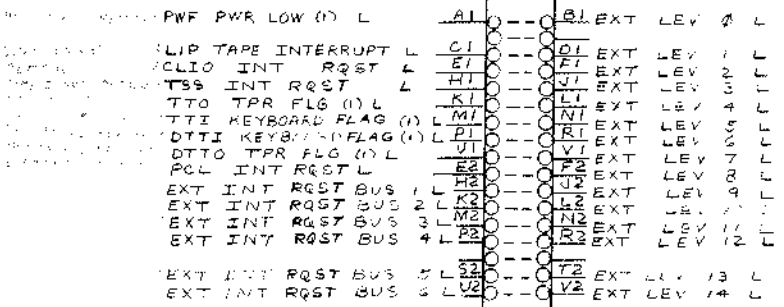 PWF PWR LOW (1) L A1 B1 EXT LEV 0 L
LIP TAPE INTERRUPT L C1 D1 EXT LEV 1 L
CLIO INT RQST L E1 F1 EXT LEV 2 L
TSS INT RQST L H1 J1 EXT LEV 3 L
TTO TPR FLG (1) L K1 L1 EXT LEV 4 L
TTI KEYBOARD FLAG (1) L M1 N1 EXT LEV 5 L
DTTI FLAG (1) L P1 R1 EXT LEV 6 L
DTTO TPR FLG (1) L U1 V1 EXT LEV 7 L
PCL INT RQST L E2 F2 EXT LEV 8 L
EXT INT RQST BUS 1 L H2 J2 EXT LEV 9 L
EXT INT RQST BUS 2 L K2 L2 EXT L
EXT INT RQST BUS 3 L M2 N2 EXT LEV 11 L
EXT INT RQST BUS 4 L P2 R2 EXT LEV 12 L
EXT INT RQST BUS 5 L S2 T2 EXT LEV 13 L
EXT INT RQST BUS 6 L U2 V2 EXT LEV 14 L